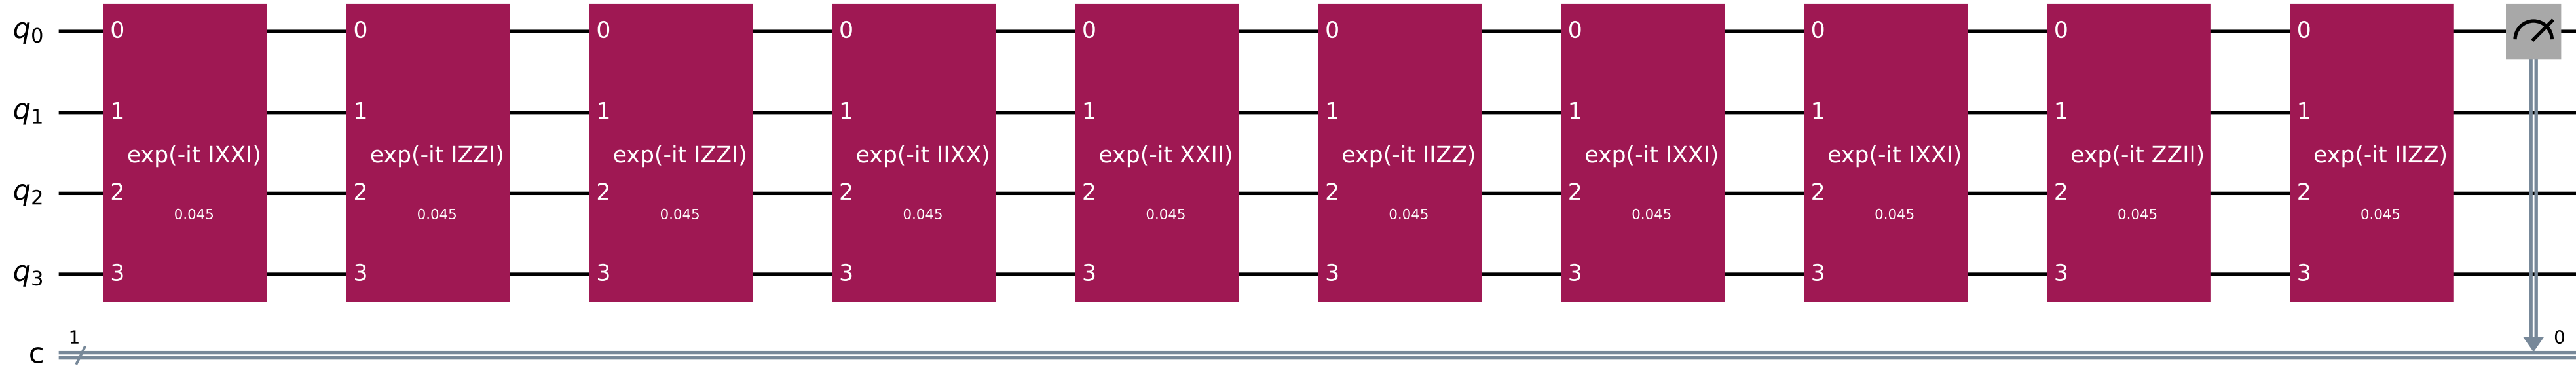 q0 0 0 0 0 0 0 0 0 0 0
q1 1 1 1 1 1 1 1 1 1 1
exp(-it IXXI) exp(-it IZZI) exp(-it IZZI) exp(-it IIXX) exp(-it XXII) exp(-it IIZZ) exp(-it IXXI) exp(-it IXXI) exp(-it ZZII) exp(-it IIZZ)
q2 2 2 2 2 2 2 2 2 2 2
0.045 0.045 0.045 0.045 0.045 0.045 0.045 0.045 0.045 0.045
q3 3 3 3 3 3 3 3 3 3 3
1 0
c